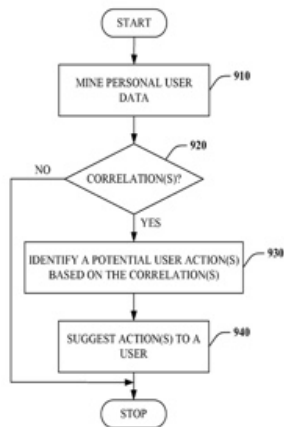 START
MINE PERSONAL USER
DATA
910
920
CORRELATION(S)?
NO
YES
IDENTIFY A POTENTIAL USER ACTION(S)
BASED ON THE CORRELATION(S)
930
SUGGEST ACTION(S) TO A
USER
940
STOP